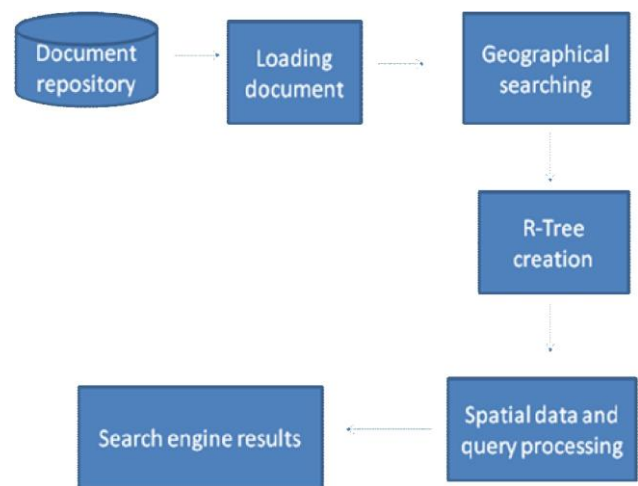 Document
repository
Loading
document
Geographical
searching
R-Tree
creation
Spatial data and
query processing
Search engine results